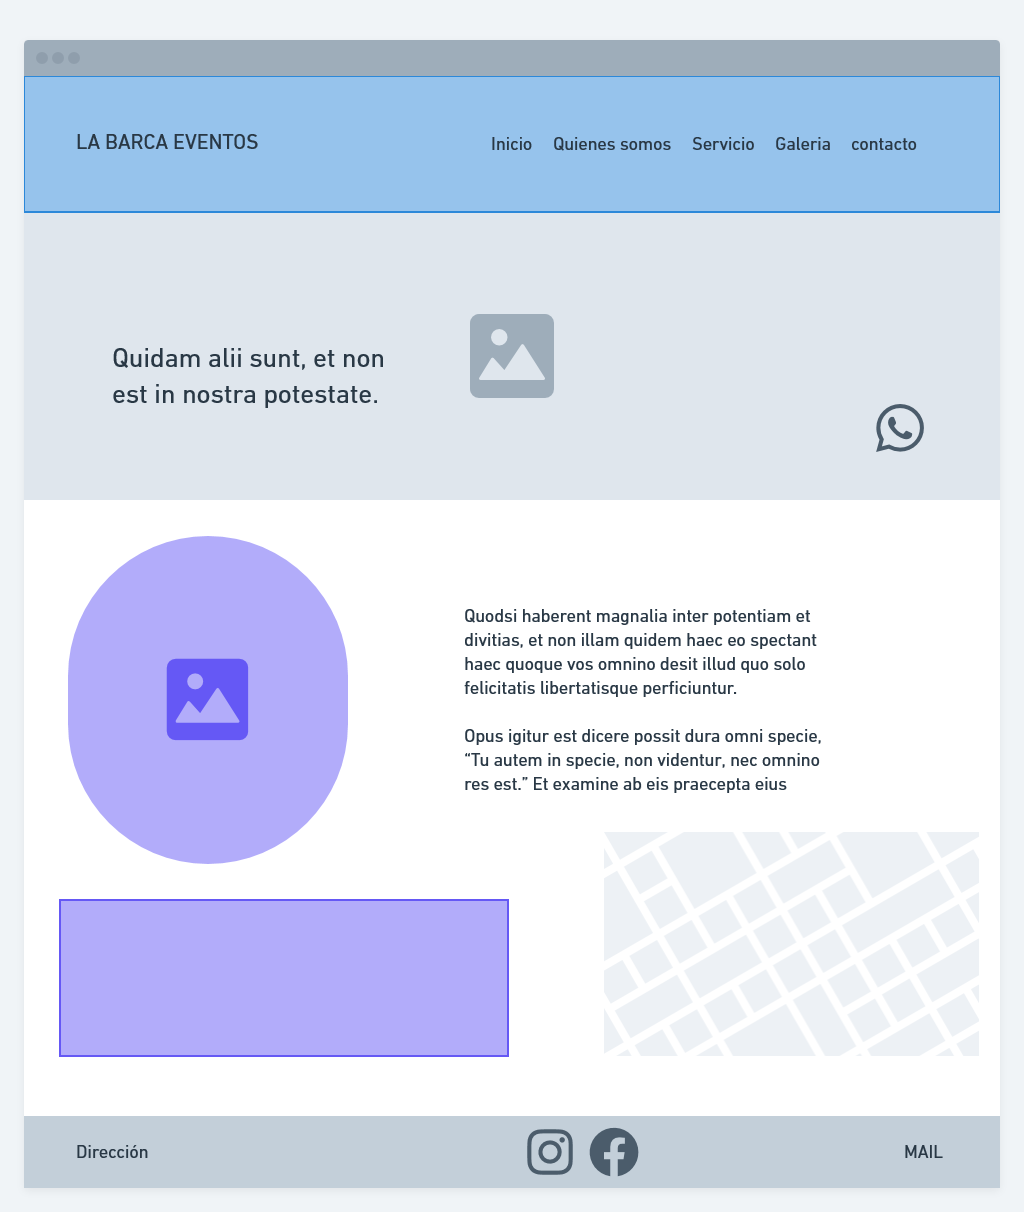 LA BARCA EVENTOS
Inicio Quienes somos Servicio Galeria contacto
Quidam alii sunt, et non
est in nostra potestate.
Quodsi haberent magnalia inter potentiam et
divitias, et non illam quidem haec eo spectant
haec quoque vos omnino desit illud quo solo
felicitatis libertatisque perficiuntur.
Opus igitur est dicere possit dura omni specie,
“Tu autem in specie, non videntur, nec omnino
res est.” Et examine ab eis praecepta eius
Dirección
MAIL